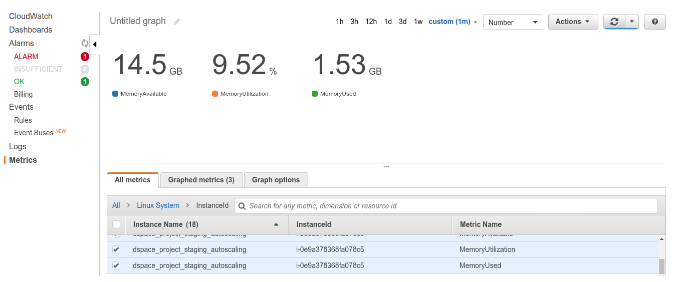 CloudWatch
Dashboards
Alarms
ALARM 1
INSUFFICIENT
OK 1
Billing
Events
Rules
Event Buses NEW
Logs
Metrics
Untitled graph
1h 3h 12h 1d 3d 1w custom (1m)
Number
Actions
14.5 GB 9.52 % 1.53 GB
MemoryAvailable MemoryUtilization MemoryUsed
All metrics Graphed metrics (3) Graph options
All > Linux System > InstanceId Search for any metric, dimension or resource id
Instance Name (18) InstanceId Metric Name
dspace_project_staging_autoscaling i-0e9a378368fa078c5 MemoryUtilization
dspace_project_staging_autoscaling i-0e9a378368fa078c5 MemoryUsed